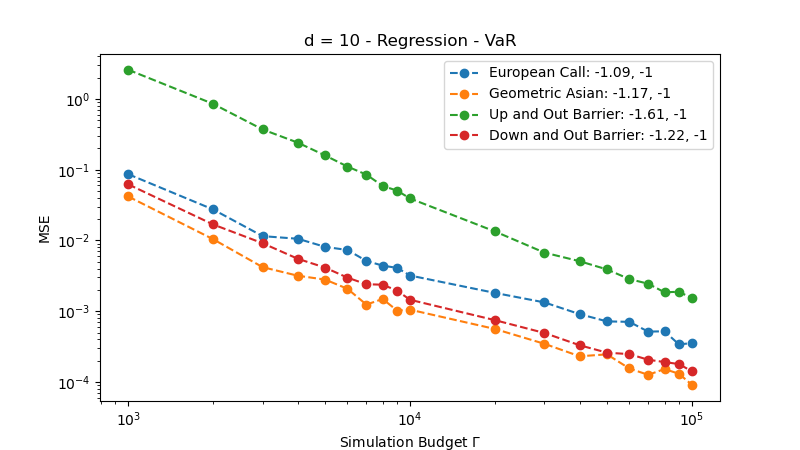 d = 10 - Regression - VaR
European Call: -1.09, -1
Geometric Asian: -1.17, -1
Up and Out Barrier: -1.61, -1
Down and Out Barrier: -1.22, -1
MSE
10⁰
10⁻¹
10⁻²
10⁻³
10⁻⁴
10³
10⁴
10⁵
Simulation Budget Γ